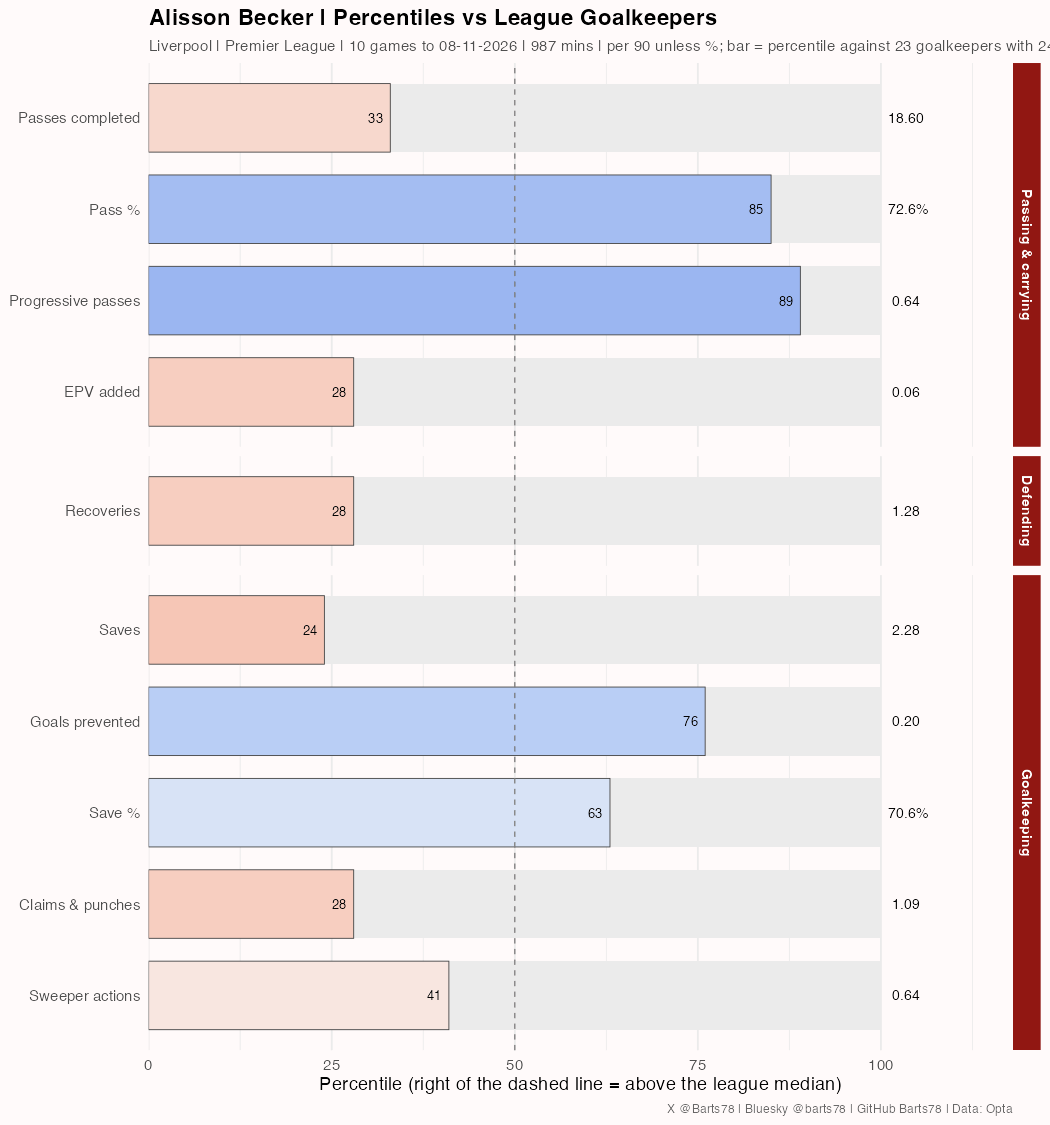 Alisson Becker | Percentiles vs League Goalkeepers
Liverpool | Premier League | 10 games to 08-11-2026 | 987 mins | per 90 unless %; bar = percentile against 23 goalkeepers with
Passes completed 33 18.60
Pass % 85 72.6%
Progressive passes 89 0.64
EPV added 28 0.06
Passing & carrying
Recoveries 28 1.28
Defending
Saves 24 2.28
Goals prevented 76 0.20
Save % 63 70.6%
Claims & punches 28 1.09
Sweeper actions 41 0.64
Goalkeeping
0 25 50 75 100
Percentile (right of the dashed line = above the league median)
X @Barts78 | Bluesky @barts78 | GitHub Barts78 | Data: Opta